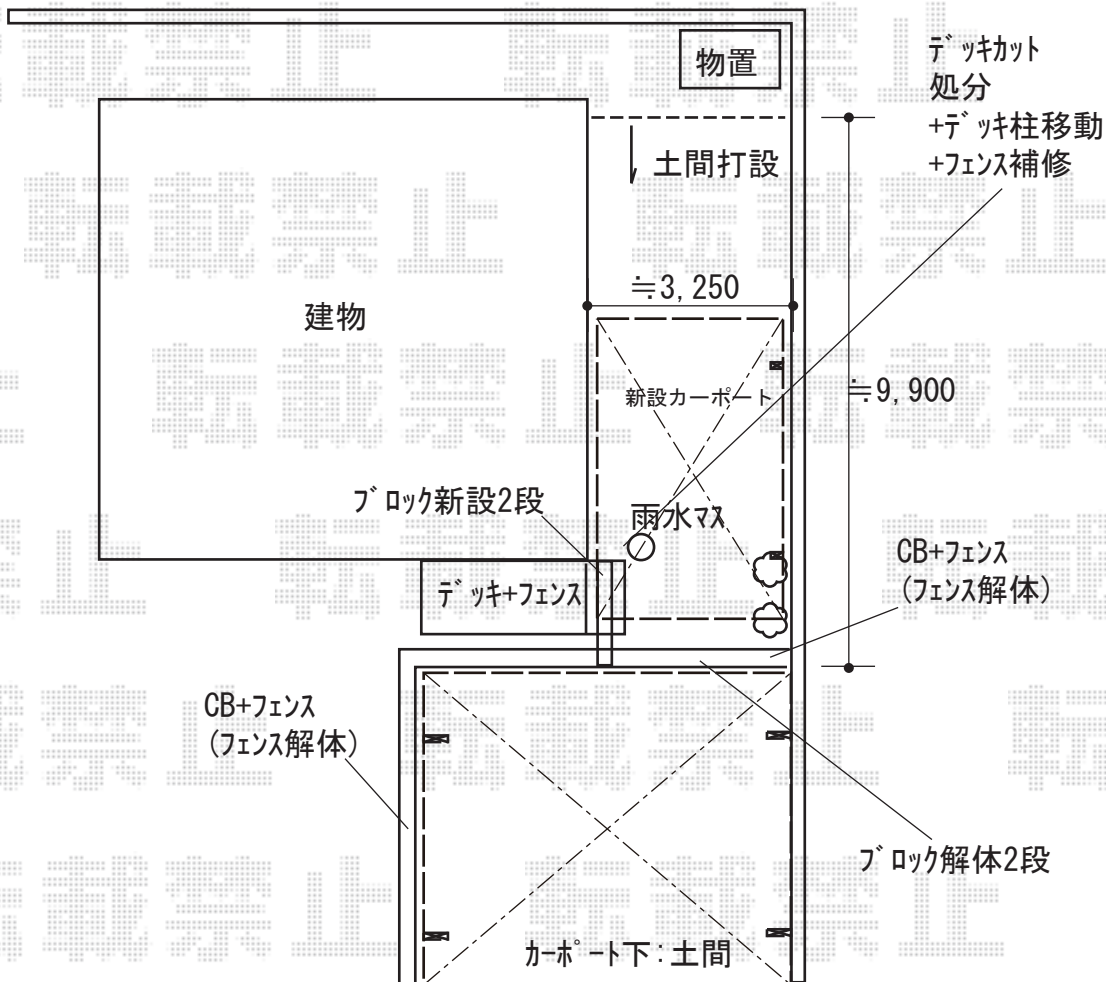 物置
デッキカット
処分
+デッキ柱移動
+フェンス補修
土間打設
≒3,250
建物
新設カーポート
≒9,900
ブロック新設2段
雨水マス
CB+フェンス
(フェンス解体)
デッキ+フェンス
CB+フェンス
(フェンス解体)
ブロック解体2段
カーポート下:土間
転載禁止